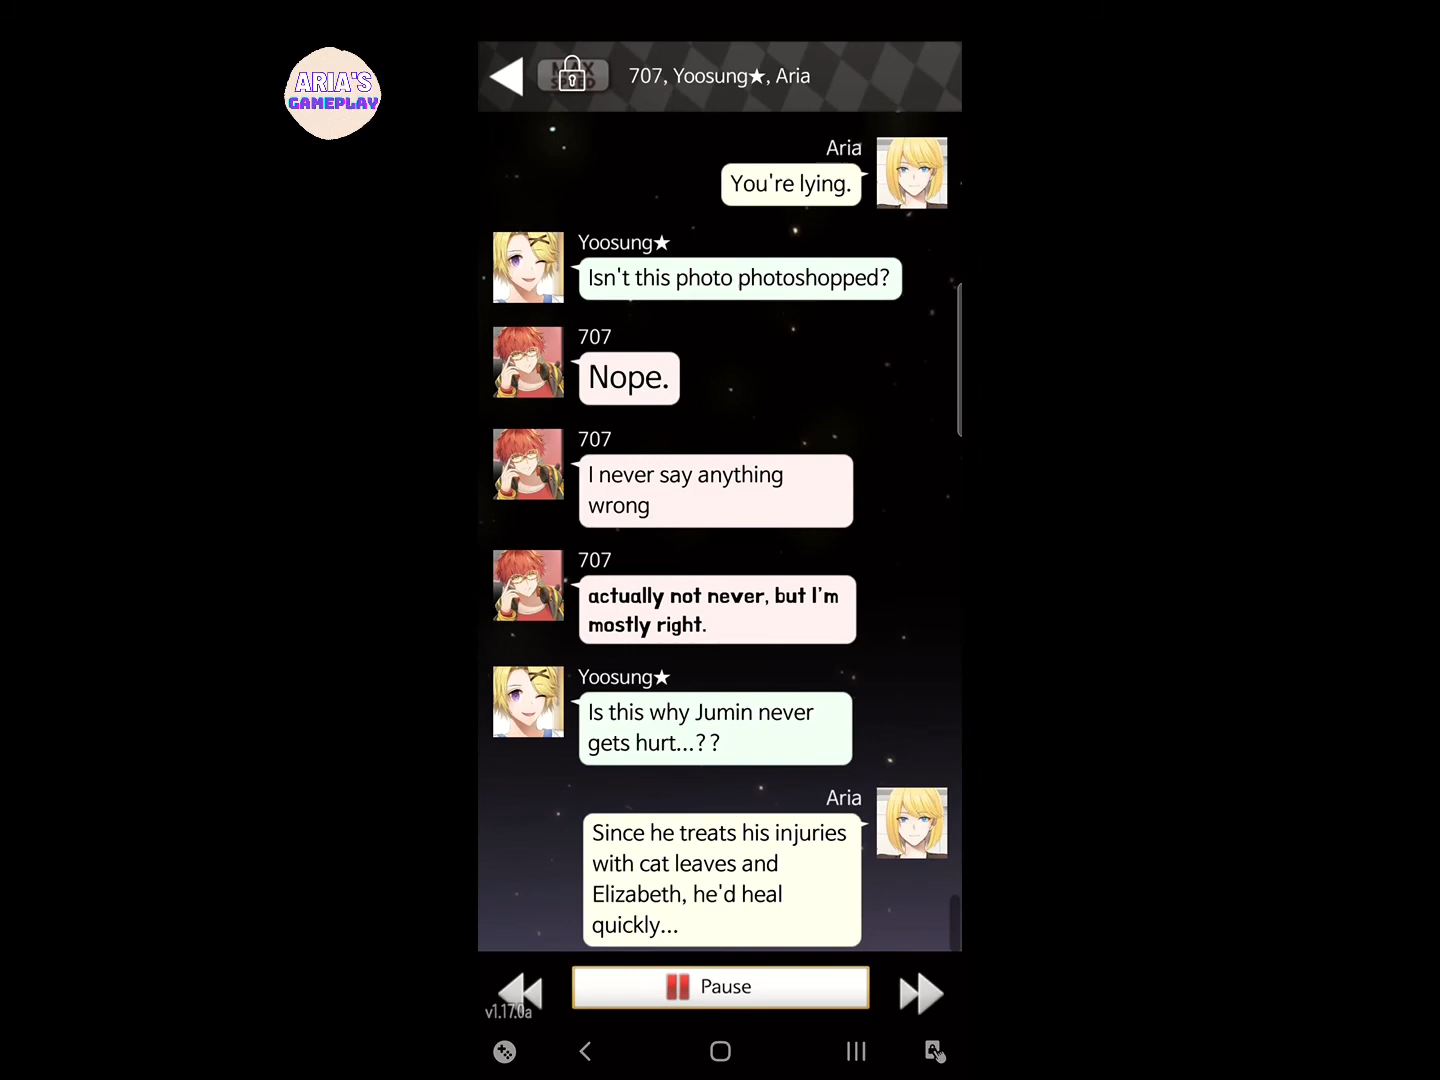 ARIA'S
GAMEPLAY
707, Yoosung★, Aria
Aria
You're lying.
Yoosung★
Isn't this photo photoshopped?
707
Nope.
707
I never say anything
wrong
707
actually not never, but I'm
mostly right.
Yoosung★
Is this why Jumin never
gets hurt...??
Aria
Since he treats his injuries
with cat leaves and
Elizabeth, he'd heal
quickly...
Pause
v1.17.0a